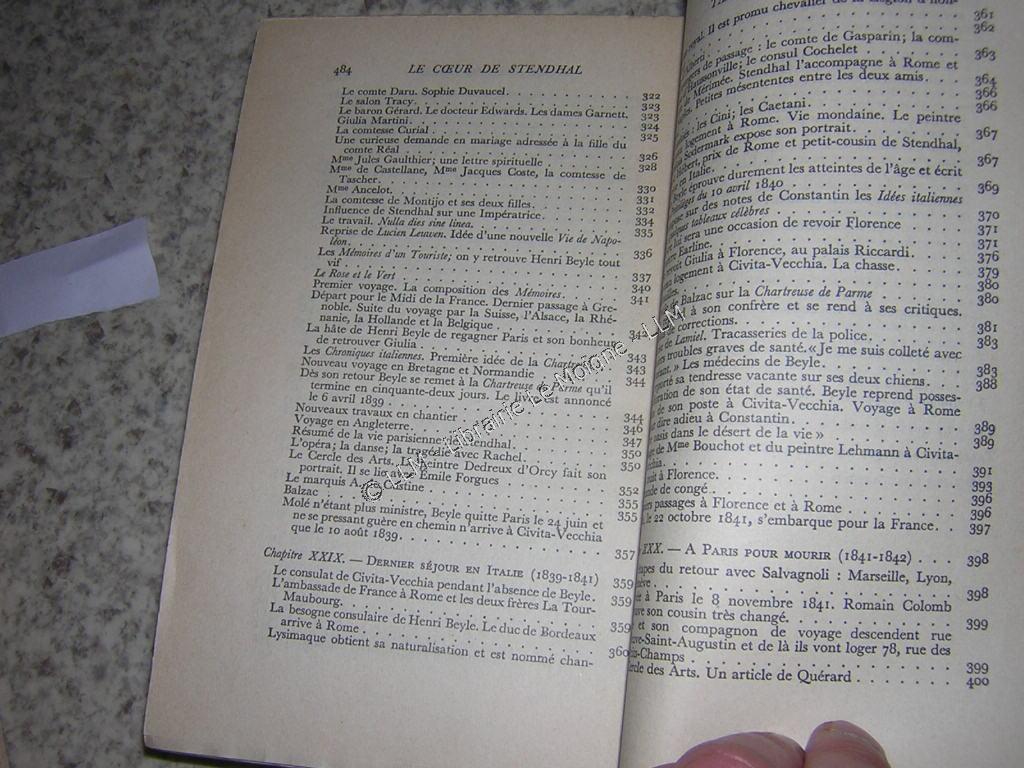 484 LE CŒUR DE STENDHAL
Le comte Daru. Sophie Duvaucel. 322
Le salon Tracy. 323
Le baron Gérard. Le docteur Edwards. Les dames Garnett. 323
Giulia Martini. 324
La comtesse Curial 325
Une curieuse demande en mariage adressée à la fille du
comte Réal 326
Mme Jules Gaulthier; une lettre spirituelle 328
Mme de Castellane, Mme Jacques Coste, la comtesse de
Tascher. 330
Mme Ancelot. 331
La comtesse de Montijo et ses deux filles. 332
Influence de Stendhal sur une Impératrice. 334
Le travail. Nulla dies sine linea. 335
Reprise de Lucien Leuwen. Idée d'une nouvelle Vie de Napo-
léon. 336
Les Mémoires d'un Touriste; on y retrouve Henri Beyle tout
vif 337
Le Rose et le Vert 340
Premier voyage. La composition des Mémoires. 341
Départ pour le Midi de la France. Dernier passage à Gre-
noble. Suite du voyage par la Suisse, l'Alsace, la Rhé-
nanie, la Hollande et la Belgique
La hâte de Henri Beyle de regagner Paris et son bonheur
de retrouver Giulia 343
Les Chroniques italiennes. Première idée de la 343
Nouveau voyage en Bretagne et Normandie 344
Dès son retour Beyle se remet à la Chartreuse de Parme qu'il
termine en cinquante-deux jours. Le livre est annoncé
le 6 avril 1839 344
Nouveaux travaux en chantier 346
Voyage en Angleterre. 347
Résumé de la vie parisienne de Stendhal. 350
L'opéra; la danse; la tragédie avec Rachel. 350
Le Cercle des Arts. Le peintre Dedreux d'Orcy fait son
portrait. Il se lie avec Emile Forgues 352
Le marquis A. de Custine 355
Balzac 355
Molé n'étant plus ministre, Beyle quitte Paris le 24 juin et
ne se pressant guère en chemin n'arrive à Civita-Vecchia
que le 10 août 1839. 357
Chapitre XXIX. — DERNIER SÉJOUR EN ITALIE (1839-1841) 359
Le consulat de Civita-Vecchia pendant l'absence de Beyle. 359
L'ambassade de France à Rome et les deux frères La Tour-
Maubourg. 359
La besogne consulaire de Henri Beyle. Le duc de Bordeaux
arrive à Rome 360
Lysimaque obtient sa naturalisation et est nommé chan-
royal. Il est promu chevalier de la Légion d'hon-
361
362
de passage : le comte de Gasparin; la com-
Haussonville; le consul Cochelet 363
de Mérimée. Stendhal l'accompagne à Rome et
Petites mésententes entre les deux amis. 364
366
: les Cini; les Caetani. 366
logement à Rome. Vie mondaine. Le peintre
Sodermark expose son portrait. 367
prix de Rome et petit-cousin de Stendhal,
en Italie. 367
Beyle éprouve durement les atteintes de l'âge et écrit
du 10 avril 1840 369
sur des notes de Constantin les Idées italiennes
tableaux célèbres 370
lui sera une occasion de revoir Florence 371
Earline. 371
Giulia à Florence, au palais Riccardi. 376
logement à Civita-Vecchia. La chasse. 379
380
Balzac sur la Chartreuse de Parme 380
à son confrère et se rend à ses critiques.
corrections. 381
de Lamiel. Tracasseries de la police. 383
troubles graves de santé. «Je me suis colleté avec
» Les médecins de Beyle. 383
sa tendresse vacante sur ses deux chiens. 388
de son état de santé. Beyle reprend posses-
de son poste à Civita-Vecchia. Voyage à Rome
dire adieu à Constantin. 389
oasis dans le désert de la vie » 389
de Mme Bouchot et du peintre Lehmann à Civita-
391
à Florence. 393
de congé. 396
passages à Florence et à Rome 396
le 22 octobre 1841, s'embarque pour la France. 397
XXX. — A PARIS POUR MOURIR (1841-1842) 398
du retour avec Salvagnoli : Marseille, Lyon,
398
à Paris le 8 novembre 1841. Romain Colomb
son cousin très changé. 399
et son compagnon de voyage descendent rue
Saint-Augustin et de là ils vont loger 78, rue des
Champs 399
des Arts. Un article de Quérard 400
© LLM - Librairie Le Moigne - LLM